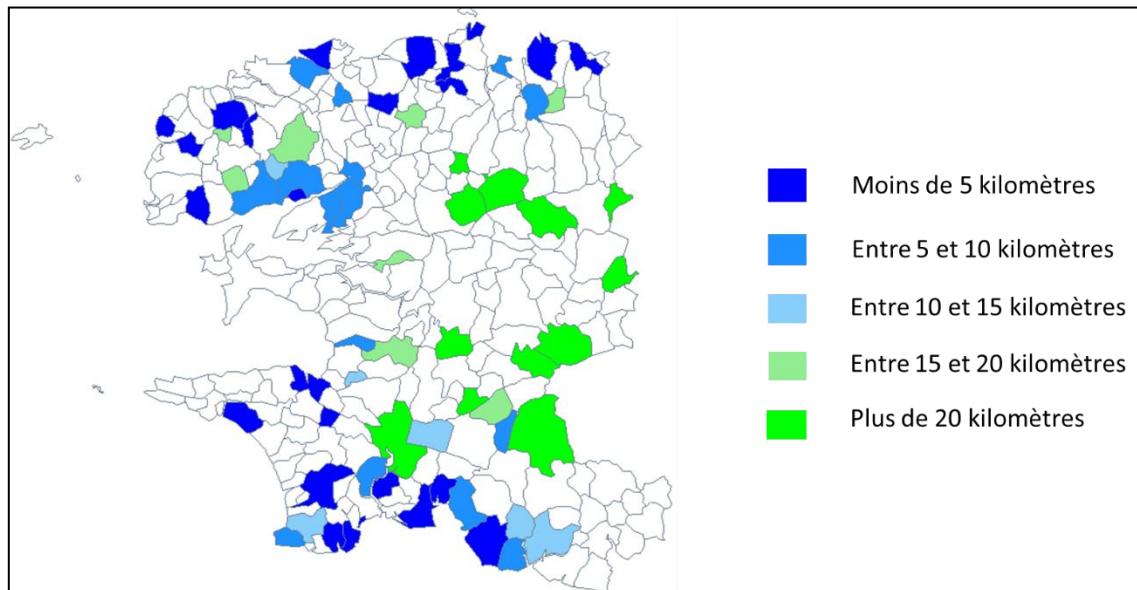 Moins de 5 kilomètres
Entre 5 et 10 kilomètres
Entre 10 et 15 kilomètres
Entre 15 et 20 kilomètres
Plus de 20 kilomètres